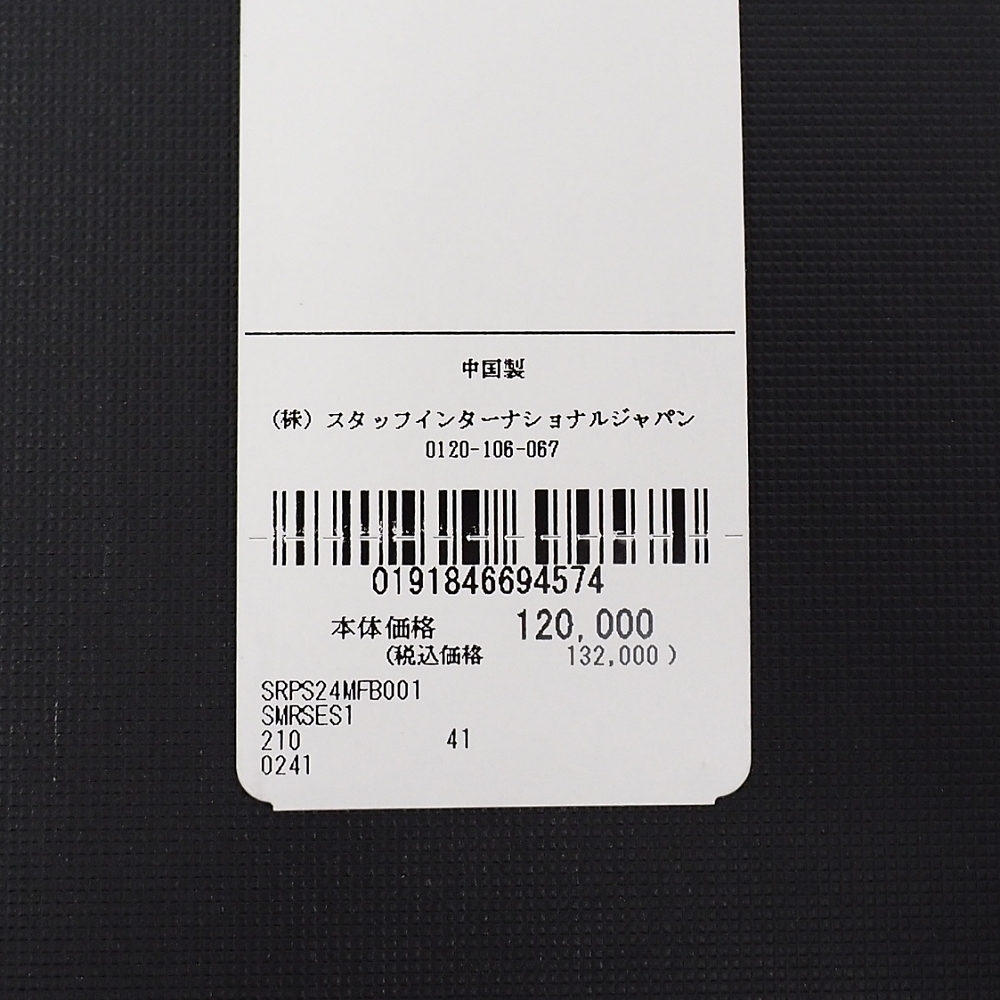 中国製
(株) スタッフインターナショナルジャパン
0120-106-067
0191846694574
本体価格 120,000
(税込価格 132,000 )
SRPS24MFB001
SMRSES1
210 41
0241